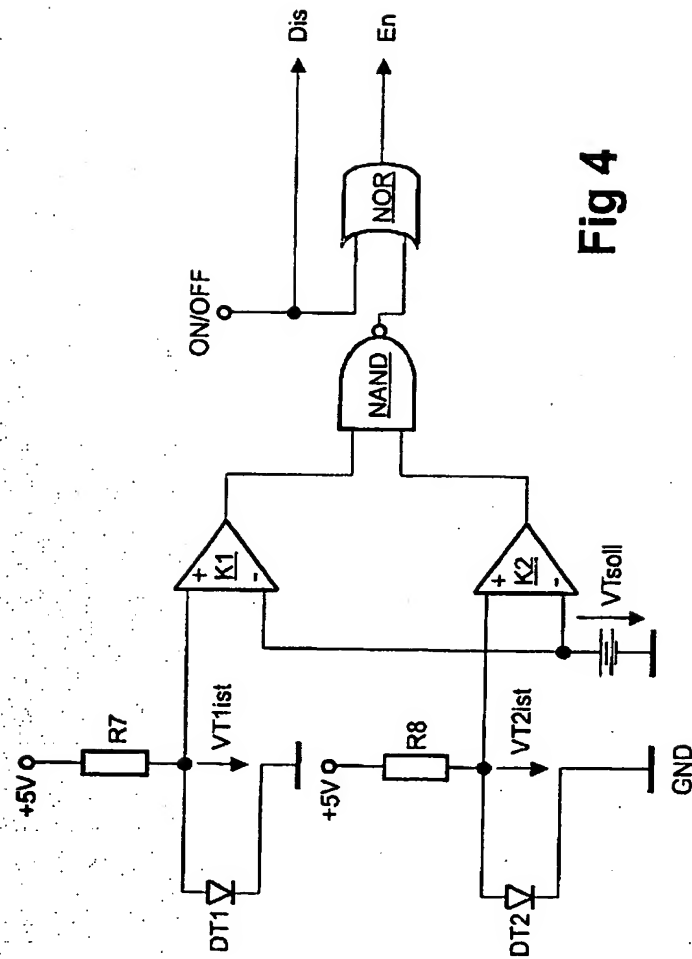 +5V
R7
DT1
VT1ist
+
K1
-
+5V
R8
DT2
VT2ist
GND
+
K2
-
VTsoll
NAND
ON/OFF
NOR
Dis
En
Fig 4